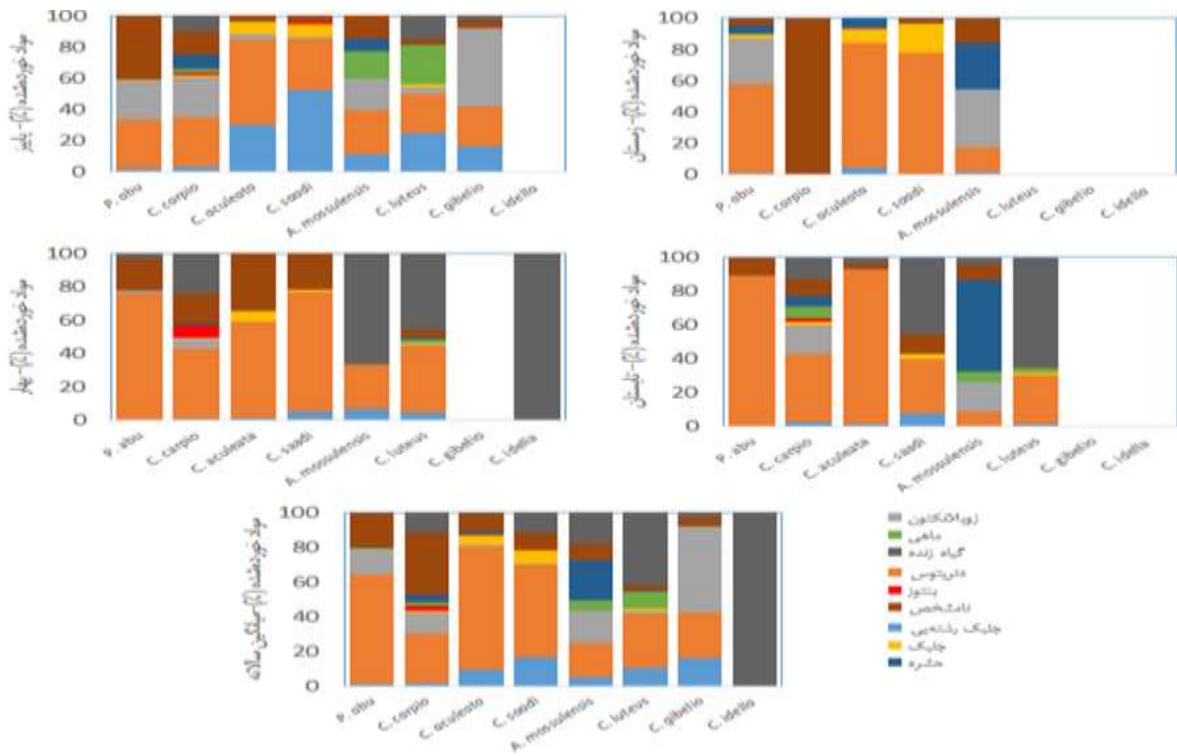 مواد خورده‌شده (%)- پاییز
100
80
60
40
20
0
P. abu
C. carpio
C. aculeata
C. saadi
A. mossulensis
C. luteus
C. gibelio
C. idella
مواد خورده‌شده (%)- زمستان
100
80
60
40
20
0
P. abu
C. carpio
C. aculeata
C. saadi
A. mossulensis
C. luteus
C. gibelio
C. idella
مواد خورده‌شده (%)- بهار
100
80
60
40
20
0
P. abu
C. carpio
C. aculeata
C. saadi
A. mossulensis
C. luteus
C. gibelio
C. idella
مواد خورده‌شده (%)- تابستان
100
80
60
40
20
0
P. abu
C. carpio
C. aculeata
C. saadi
A. mossulensis
C. luteus
C. gibelio
C. idella
مواد خورده‌شده (%)- میانگین سالانه
100
80
60
40
20
0
P. abu
C. carpio
C. aculeata
C. saadi
A. mossulensis
C. luteus
C. gibelio
C. idella
زوپلانکتون
ماهی
گیاه زنده
دتریتوس
بنتوز
نامشخص
جلبک رشته‌یی
جلبک
حشره